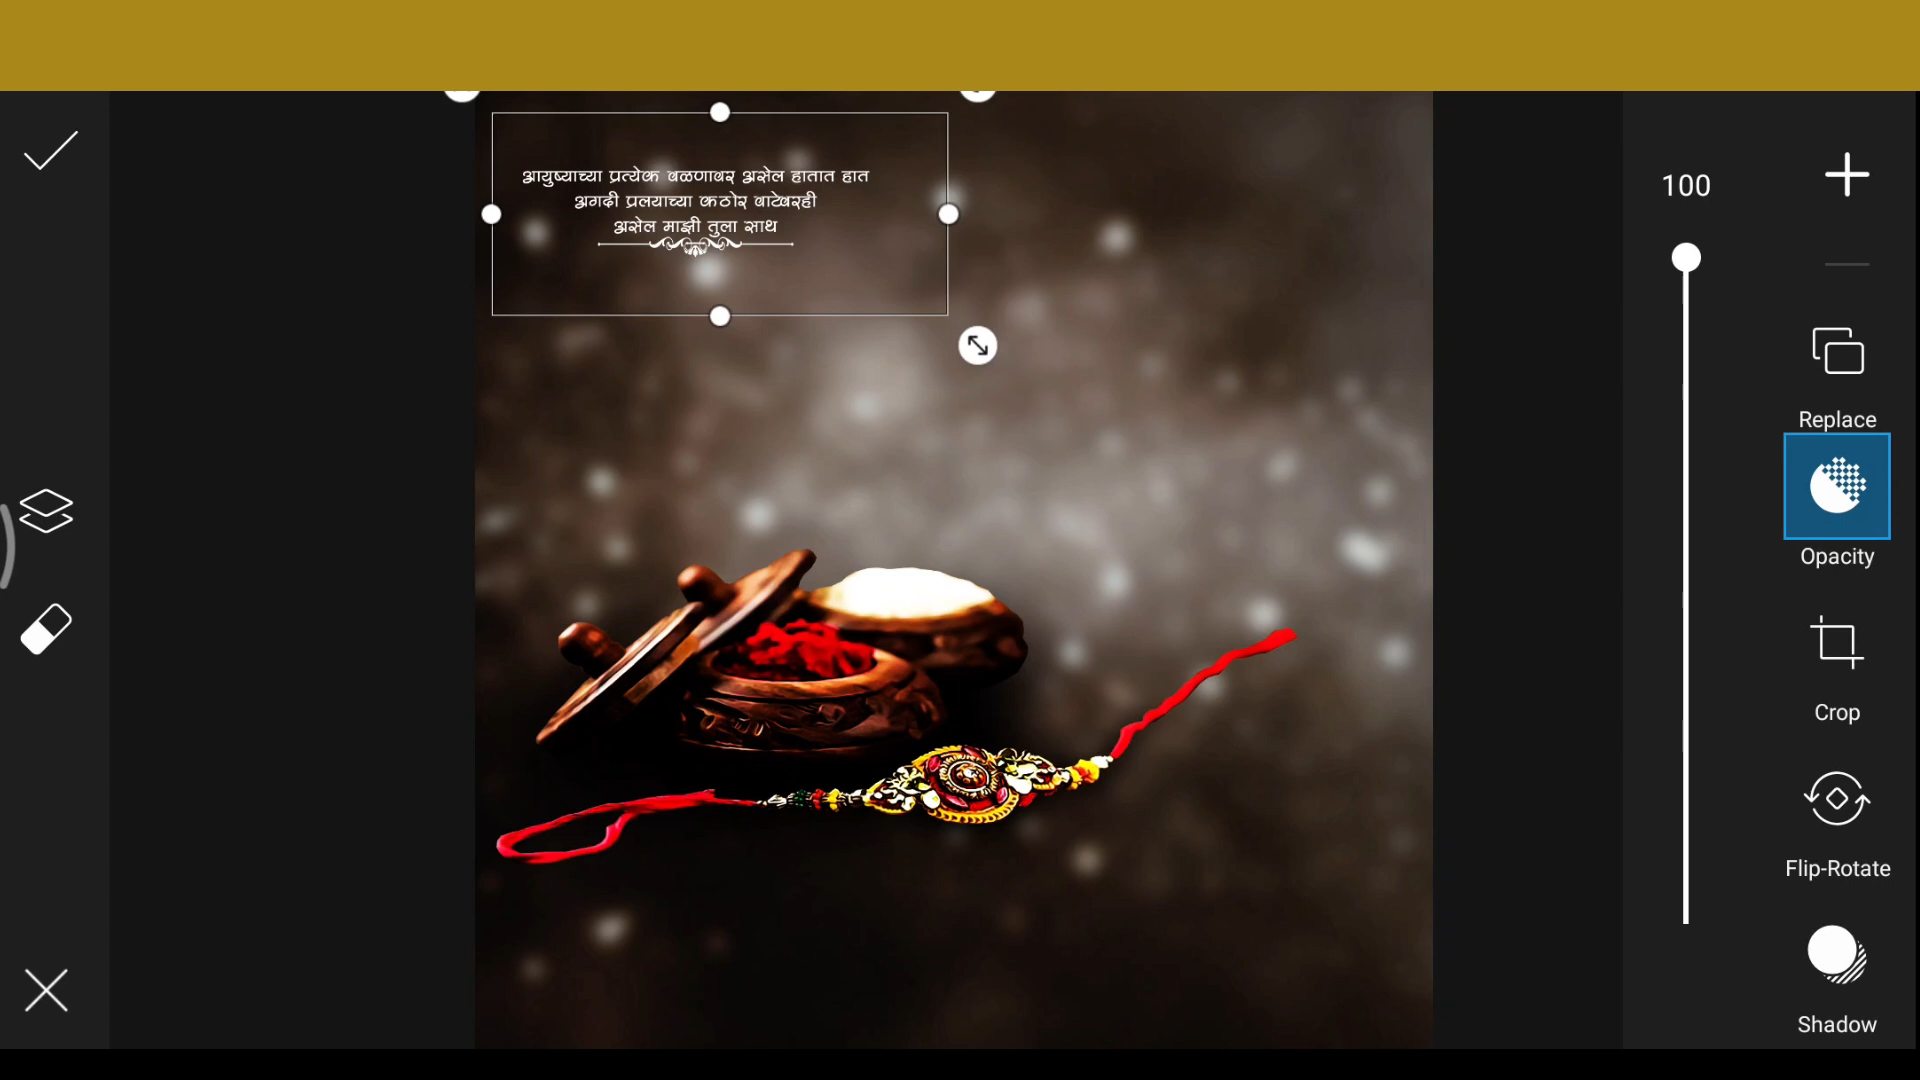 आयुष्याच्या प्रत्येक वळणावर असेल हातात हात
अगदी प्रलयाच्या कठोर वाटेवरही
असेल माझी तुला साथ
100
Replace
Opacity
Crop
Flip-Rotate
Shadow